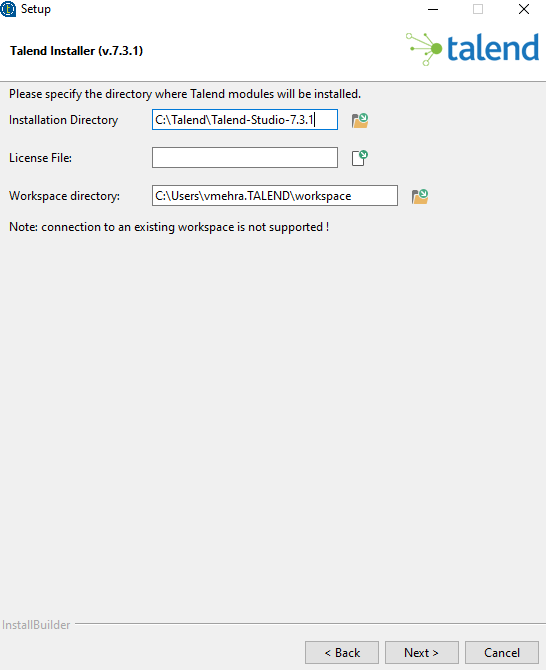 Setup
Talend Installer (v.7.3.1)
talend
Please specify the directory where Talend modules will be installed.
Installation Directory C:\Talend\Talend-Studio-7.3.1
License File:
Workspace directory: C:\Users\vmehra.TALEND\workspace
Note: connection to an existing workspace is not supported !
InstallBuilder
< Back Next > Cancel